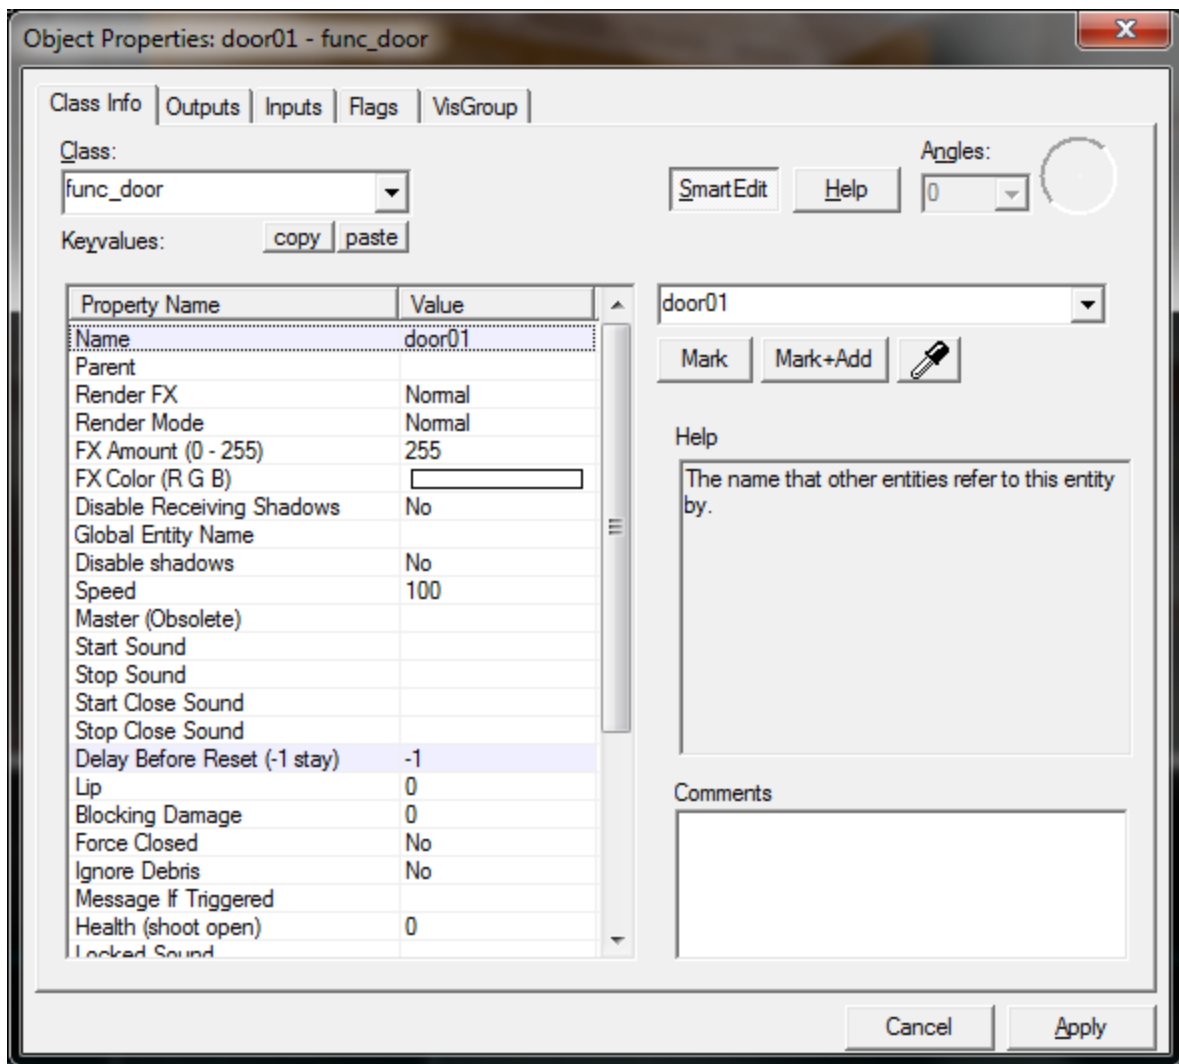 Object Properties: door01 - func_door
X
Class Info Outputs Inputs Flags VisGroup
Class:
func_door
SmartEdit
Help
Angles:
0
Keyvalues:
copy paste
Property Name Value
Name door01
Parent
Render FX Normal
Render Mode Normal
FX Amount (0 - 255) 255
FX Color (R G B)
Disable Receiving Shadows No
Global Entity Name
Disable shadows No
Speed 100
Master (Obsolete)
Start Sound
Stop Sound
Start Close Sound
Stop Close Sound
Delay Before Reset (-1 stay) -1
Lip 0
Blocking Damage 0
Force Closed No
Ignore Debris No
Message If Triggered
Health (shoot open) 0
Locked Sound
door01
Mark Mark+Add
Help
The name that other entities refer to this entity
by.
Comments
Cancel Apply